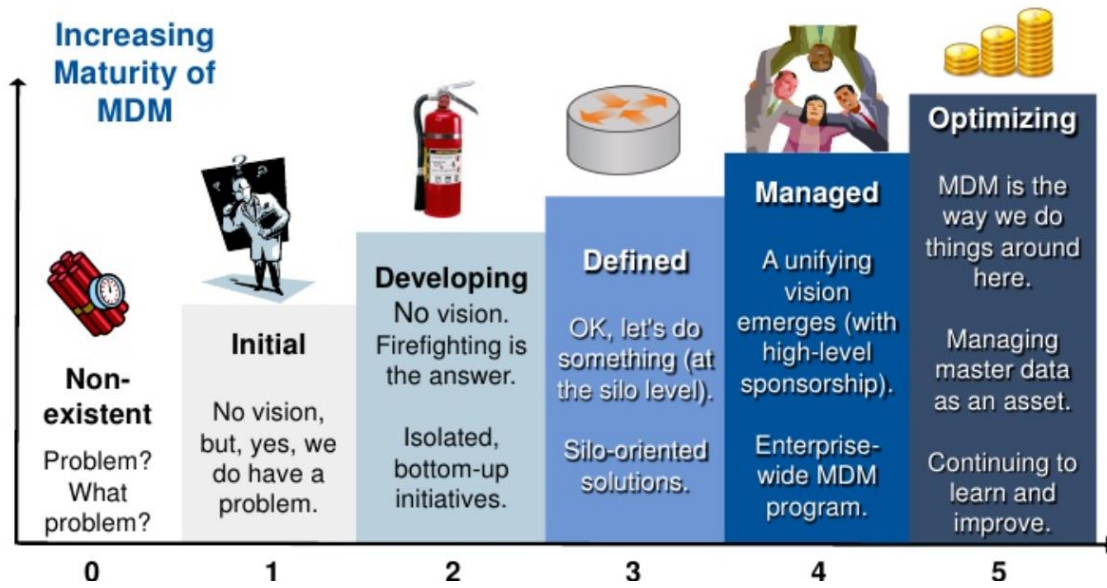 Increasing
Maturity of
MDM
Non-
existent
Problem?
What
problem?
Initial
No vision,
but, yes, we
do have a
problem.
Developing
No vision.
Firefighting is
the answer.
Isolated,
bottom-up
initiatives.
Defined
OK, let's do
something (at
the silo level).
Silo-oriented
solutions.
Managed
A unifying
vision
emerges (with
high-level
sponsorship).
Enterprise-
wide MDM
program.
Optimizing
MDM is the
way we do
things around
here.
Managing
master data
as an asset.
Continuing to
learn and
improve.
0
1
2
3
4
5